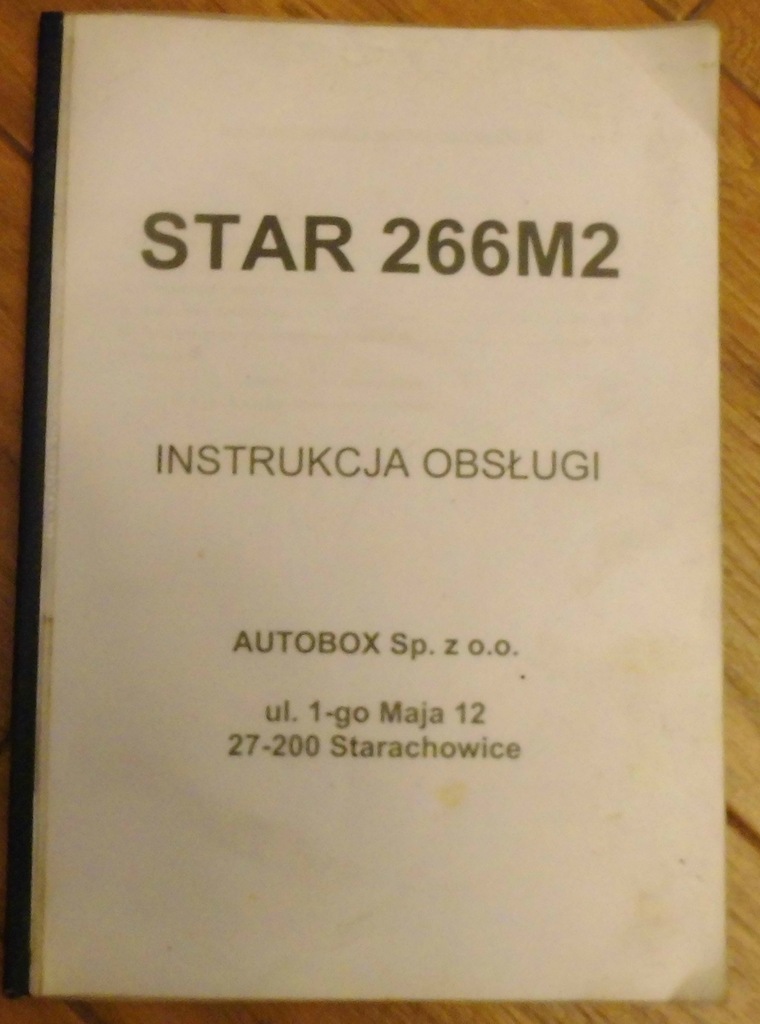 STAR 266M2
INSTRUKCJA OBSŁUGI
AUTOBOX Sp. z o.o.
ul. 1-go Maja 12
27-200 Starachowice